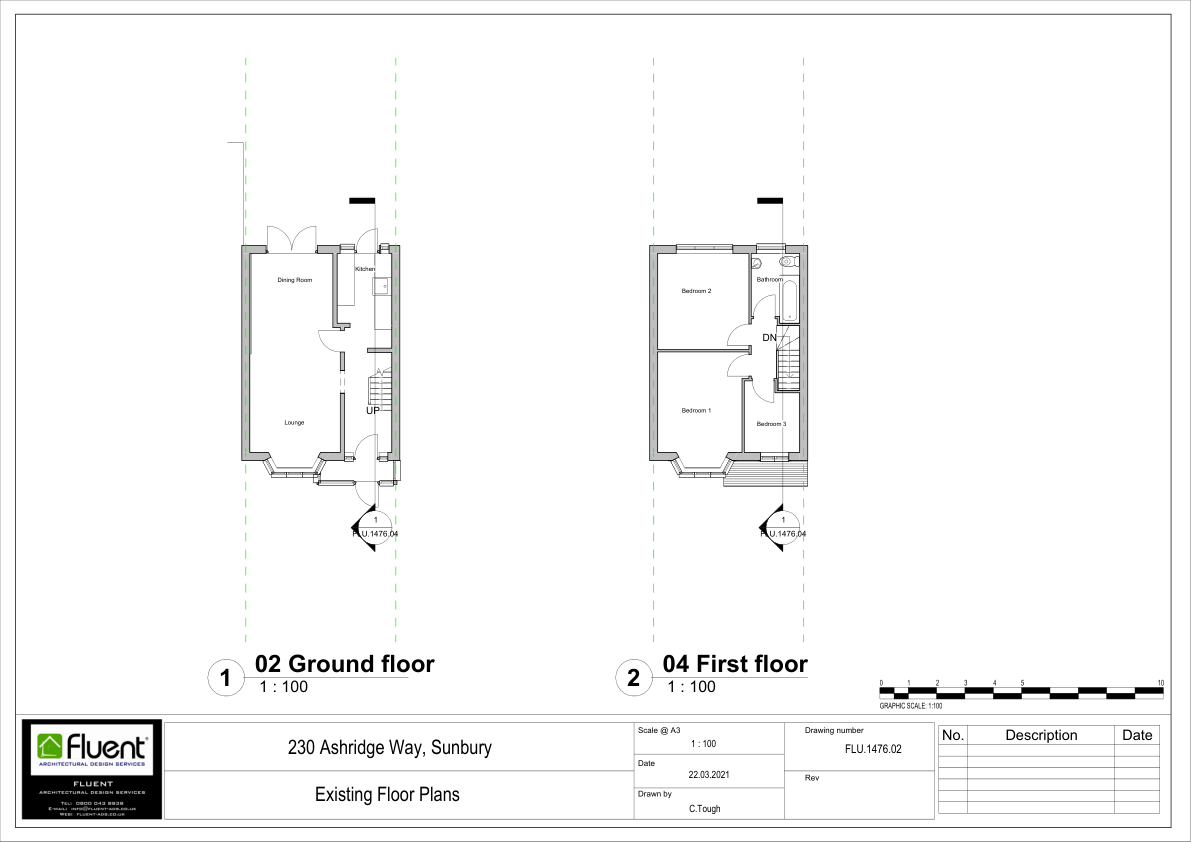 Dining Room
Kitchen
Lounge
UP
1
FLU.1476.04
Bedroom 2
Bathroom
DN
Bedroom 1
Bedroom 3
1
FLU.1476.04
1
02 Ground floor
1 : 100
2
04 First floor
1 : 100
0 1 2 3 4 5 10
GRAPHIC SCALE: 1:100
Fluent
ARCHITECTURAL DESIGN SERVICES
FLUENT
ARCHITECTURAL DESIGN SERVICES
TEL: 0800 043 8838
E-MAIL: INFO@FLUENT-ADS.CO.UK
WEB: FLUENT-ADS.CO.UK
230 Ashridge Way, Sunbury
Existing Floor Plans
Scale @ A3
1 : 100
Date
22.03.2021
Drawn by
C.Tough
Drawing number
FLU.1476.02
Rev
No. Description Date